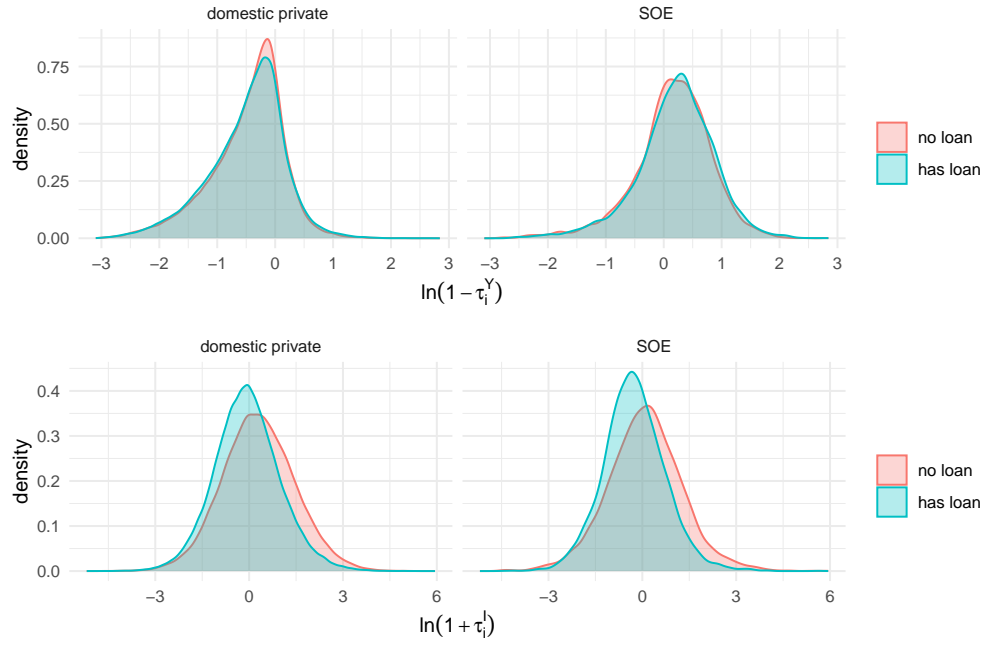 domestic private SOE
0.75
0.50
0.25
0.00
density
−3 −2 −1 0 1 2 3 −3 −2 −1 0 1 2 3
ln(1 − τᵢʸ)
no loan
has loan
domestic private SOE
0.4
0.3
0.2
0.1
0.0
density
−3 0 3 6 −3 0 3 6
ln(1 + τᵢᴵ)
no loan
has loan